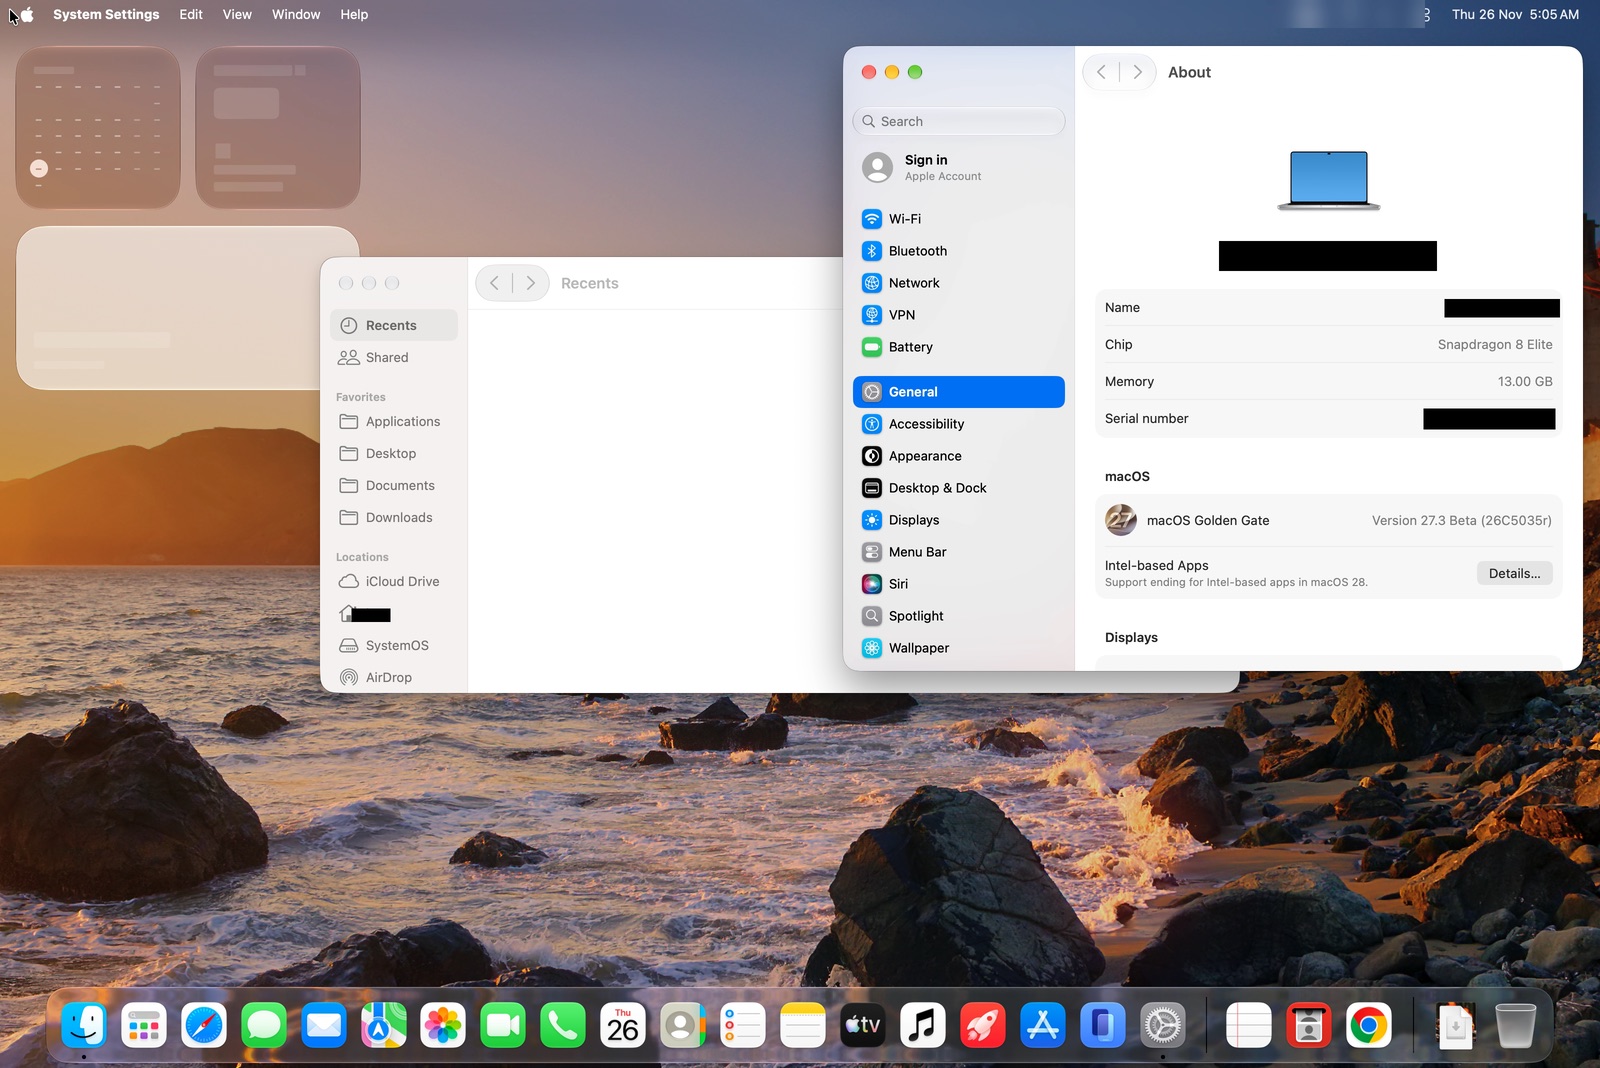 System Settings Edit View Window Help Thu 26 Nov 5:05 AM
Recents
Recents
Shared
Favorites
Applications
Desktop
Documents
Downloads
Locations
iCloud Drive
SystemOS
AirDrop
Search
Sign in
Apple Account
Wi-Fi
Bluetooth
Network
VPN
Battery
General
Accessibility
Appearance
Desktop & Dock
Displays
Menu Bar
Siri
Spotlight
Wallpaper
About
Name
Chip Snapdragon 8 Elite
Memory 13.00 GB
Serial number
macOS
27 macOS Golden Gate Version 27.3 Beta (26C5035r)
Intel-based Apps
Support ending for Intel-based apps in macOS 28.
Details...
Displays
Thu
26
tv